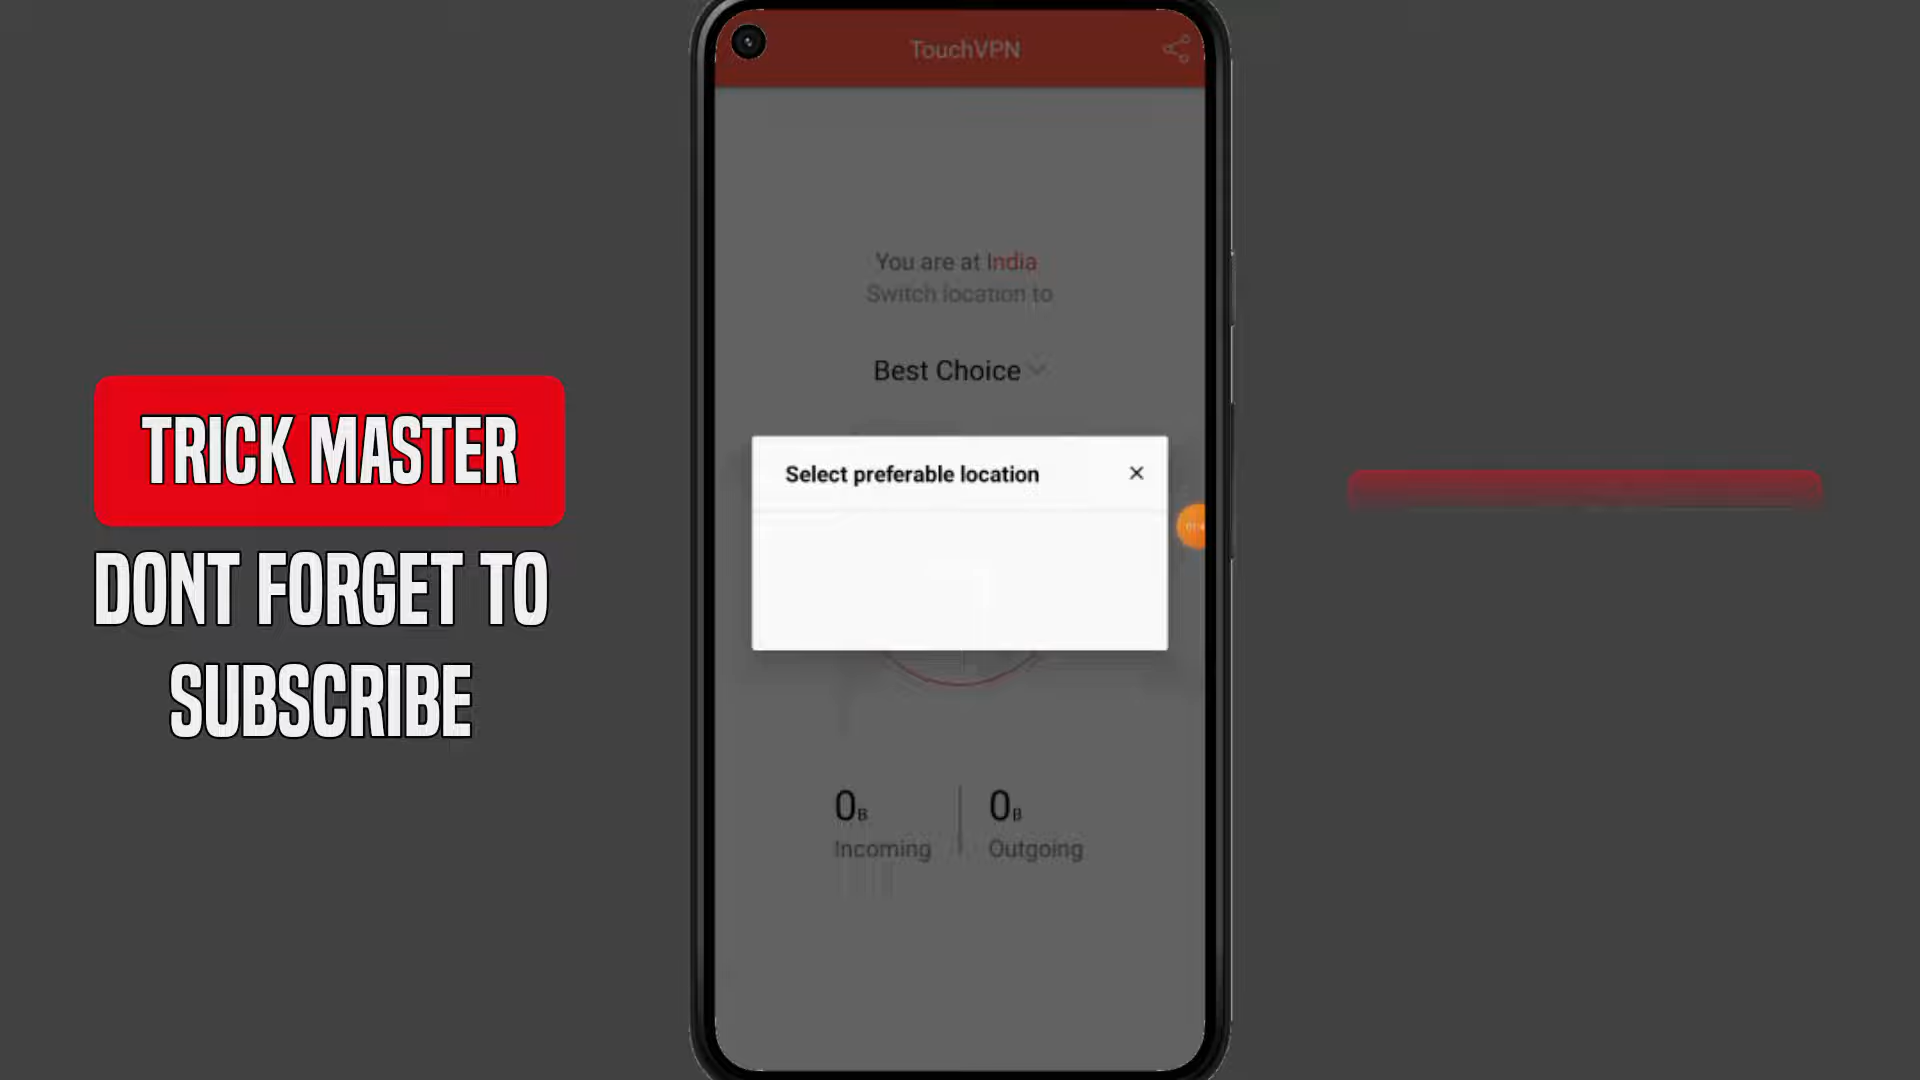 TouchVPN
You are at India
Switch location to
Best Choice
Select preferable location
TRICK MASTER
DONT FORGET TO
SUBSCRIBE
0B
0B
Incoming
Outgoing